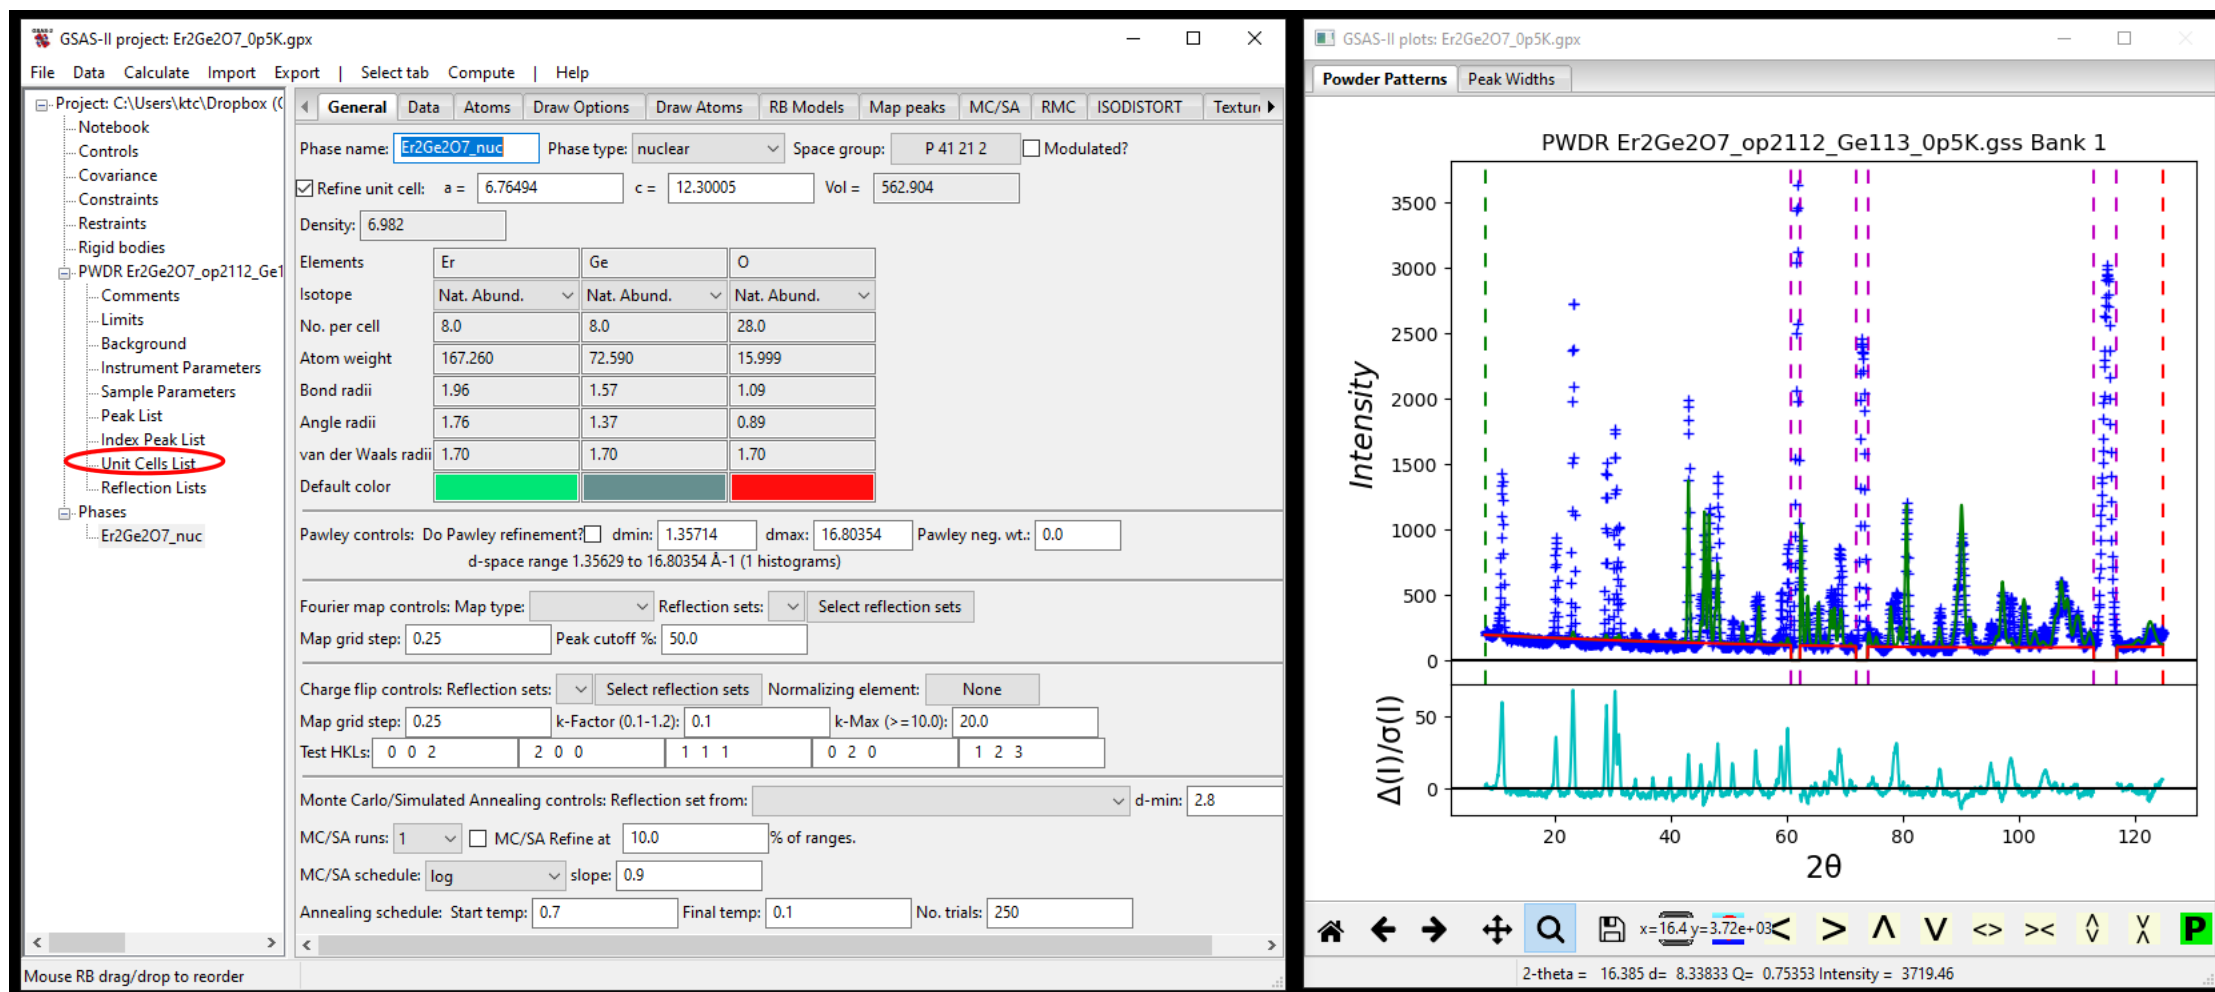 GSAS-II project: Er2Ge2O7_0p5K.gpx
File Data Calculate Import Export | Select tab Compute | Help
Project: C:\Users\ktc\Dropbox (
Notebook
Controls
Covariance
Constraints
Restraints
Rigid bodies
PWDR Er2Ge2O7_op2112_Ge1
Comments
Limits
Background
Instrument Parameters
Sample Parameters
Peak List
Index Peak List
Unit Cells List
Reflection Lists
Phases
Er2Ge2O7_nuc
General Data Atoms Draw Options Draw Atoms RB Models Map peaks MC/SA RMC ISODISTORT Textur
Phase name: Er2Ge2O7_nuc Phase type: nuclear Space group: P 41 21 2 Modulated?
Refine unit cell: a = 6.76494 c = 12.30005 Vol = 562.904
Density: 6.982
Elements Er Ge O
Isotope Nat. Abund. Nat. Abund. Nat. Abund.
No. per cell 8.0 8.0 28.0
Atom weight 167.260 72.590 15.999
Bond radii 1.96 1.57 1.09
Angle radii 1.76 1.37 0.89
van der Waals radii 1.70 1.70 1.70
Default color
Pawley controls: Do Pawley refinement? dmin: 1.35714 dmax: 16.80354 Pawley neg. wt.: 0.0
d-space range 1.35629 to 16.80354 Å-1 (1 histograms)
Fourier map controls: Map type: Reflection sets: Select reflection sets
Map grid step: 0.25 Peak cutoff %: 50.0
Charge flip controls: Reflection sets: Select reflection sets Normalizing element: None
Map grid step: 0.25 k-Factor (0.1-1.2): 0.1 k-Max (>=10.0): 20.0
Test HKLs: 0 0 2 2 0 0 1 1 1 0 2 0 1 2 3
Monte Carlo/Simulated Annealing controls: Reflection set from: d-min: 2.8
MC/SA runs: 1 MC/SA Refine at 10.0 % of ranges.
MC/SA schedule: log slope: 0.9
Annealing schedule: Start temp: 0.7 Final temp: 0.1 No. trials: 250
Mouse RB drag/drop to reorder
GSAS-II plots: Er2Ge2O7_0p5K.gpx
Powder Patterns Peak Widths
PWDR Er2Ge2O7_op2112_Ge113_0p5K.gss Bank 1
3500
3000
2500
2000
1500
1000
500
0
Intensity
50
0
Δ(I)/σ(I)
20 40 60 80 100 120
2θ
x=16.4 y=3.72e+03
P
2-theta = 16.385 d= 8.33833 Q= 0.75353 Intensity = 3719.46